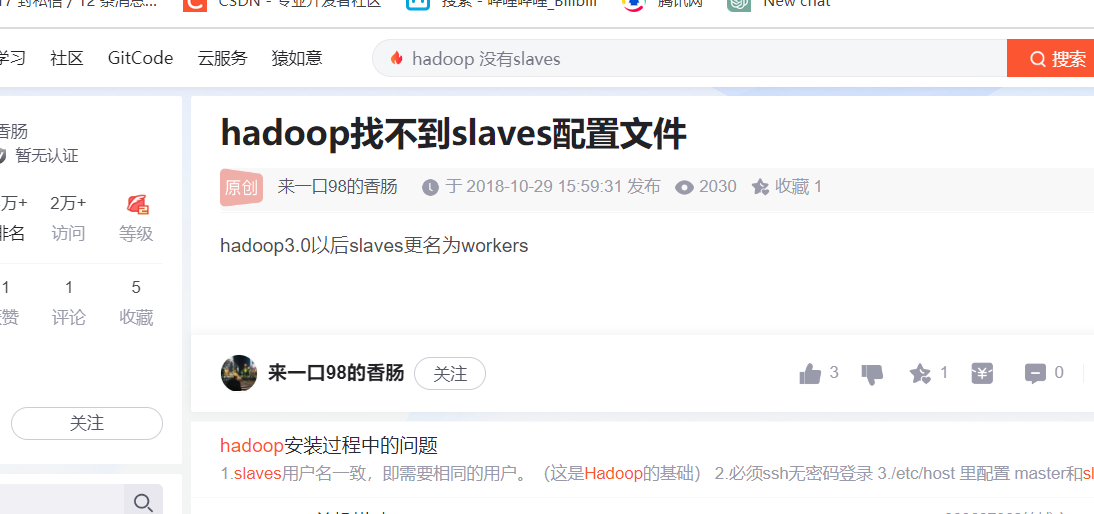 17 到私信 / 12 条消息... CSDN - 专业开发者社区 搜索 - 哔哩哔哩_Bilibili 腾讯网 New chat
学习 社区 GitCode 云服务 猿如意 hadoop 没有slaves 搜索
hadoop找不到slaves配置文件
香肠
暂无认证
原创 来一口98的香肠 于 2018-10-29 15:59:31 发布 2030 收藏 1
万+ 2万+
排名 访问 等级
hadoop3.0以后slaves更名为workers
1 1 5
获赞 评论 收藏
来一口98的香肠 关注 3 1 0
关注
hadoop安装过程中的问题
1.slaves用户名一致，即需要相同的用户。（这是Hadoop的基础） 2.必须ssh无密码登录 3./etc/host 里配置 master和sl